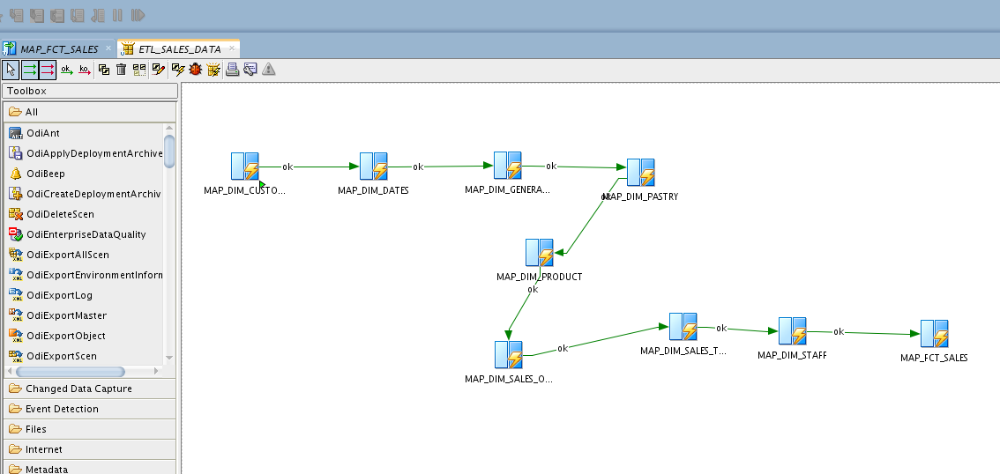 MAP_FCT_SALES
ETL_SALES_DATA
ok
ko
Toolbox
All
OdiAnt
OdiApplyDeploymentArchive
OdiBeep
OdiCreateDeploymentArchiv
OdiDeleteScen
OdiEnterpriseDataQuality
OdiExportAllScen
OdiExportEnvironmentInforn
OdiExportLog
OdiExportMaster
OdiExportObject
OdiExportScen
Changed Data Capture
Event Detection
Files
Internet
Metadata
ok
ok
ok
MAP_DIM_CUSTO...
MAP_DIM_DATES
MAP_DIM_GENERA...
MAP_DIM_PASTRY
ok
MAP_DIM_PRODUCT
ok
MAP_DIM_SALES_O...
ok
MAP_DIM_SALES_T...
ok
MAP_DIM_STAFF
ok
MAP_FCT_SALES